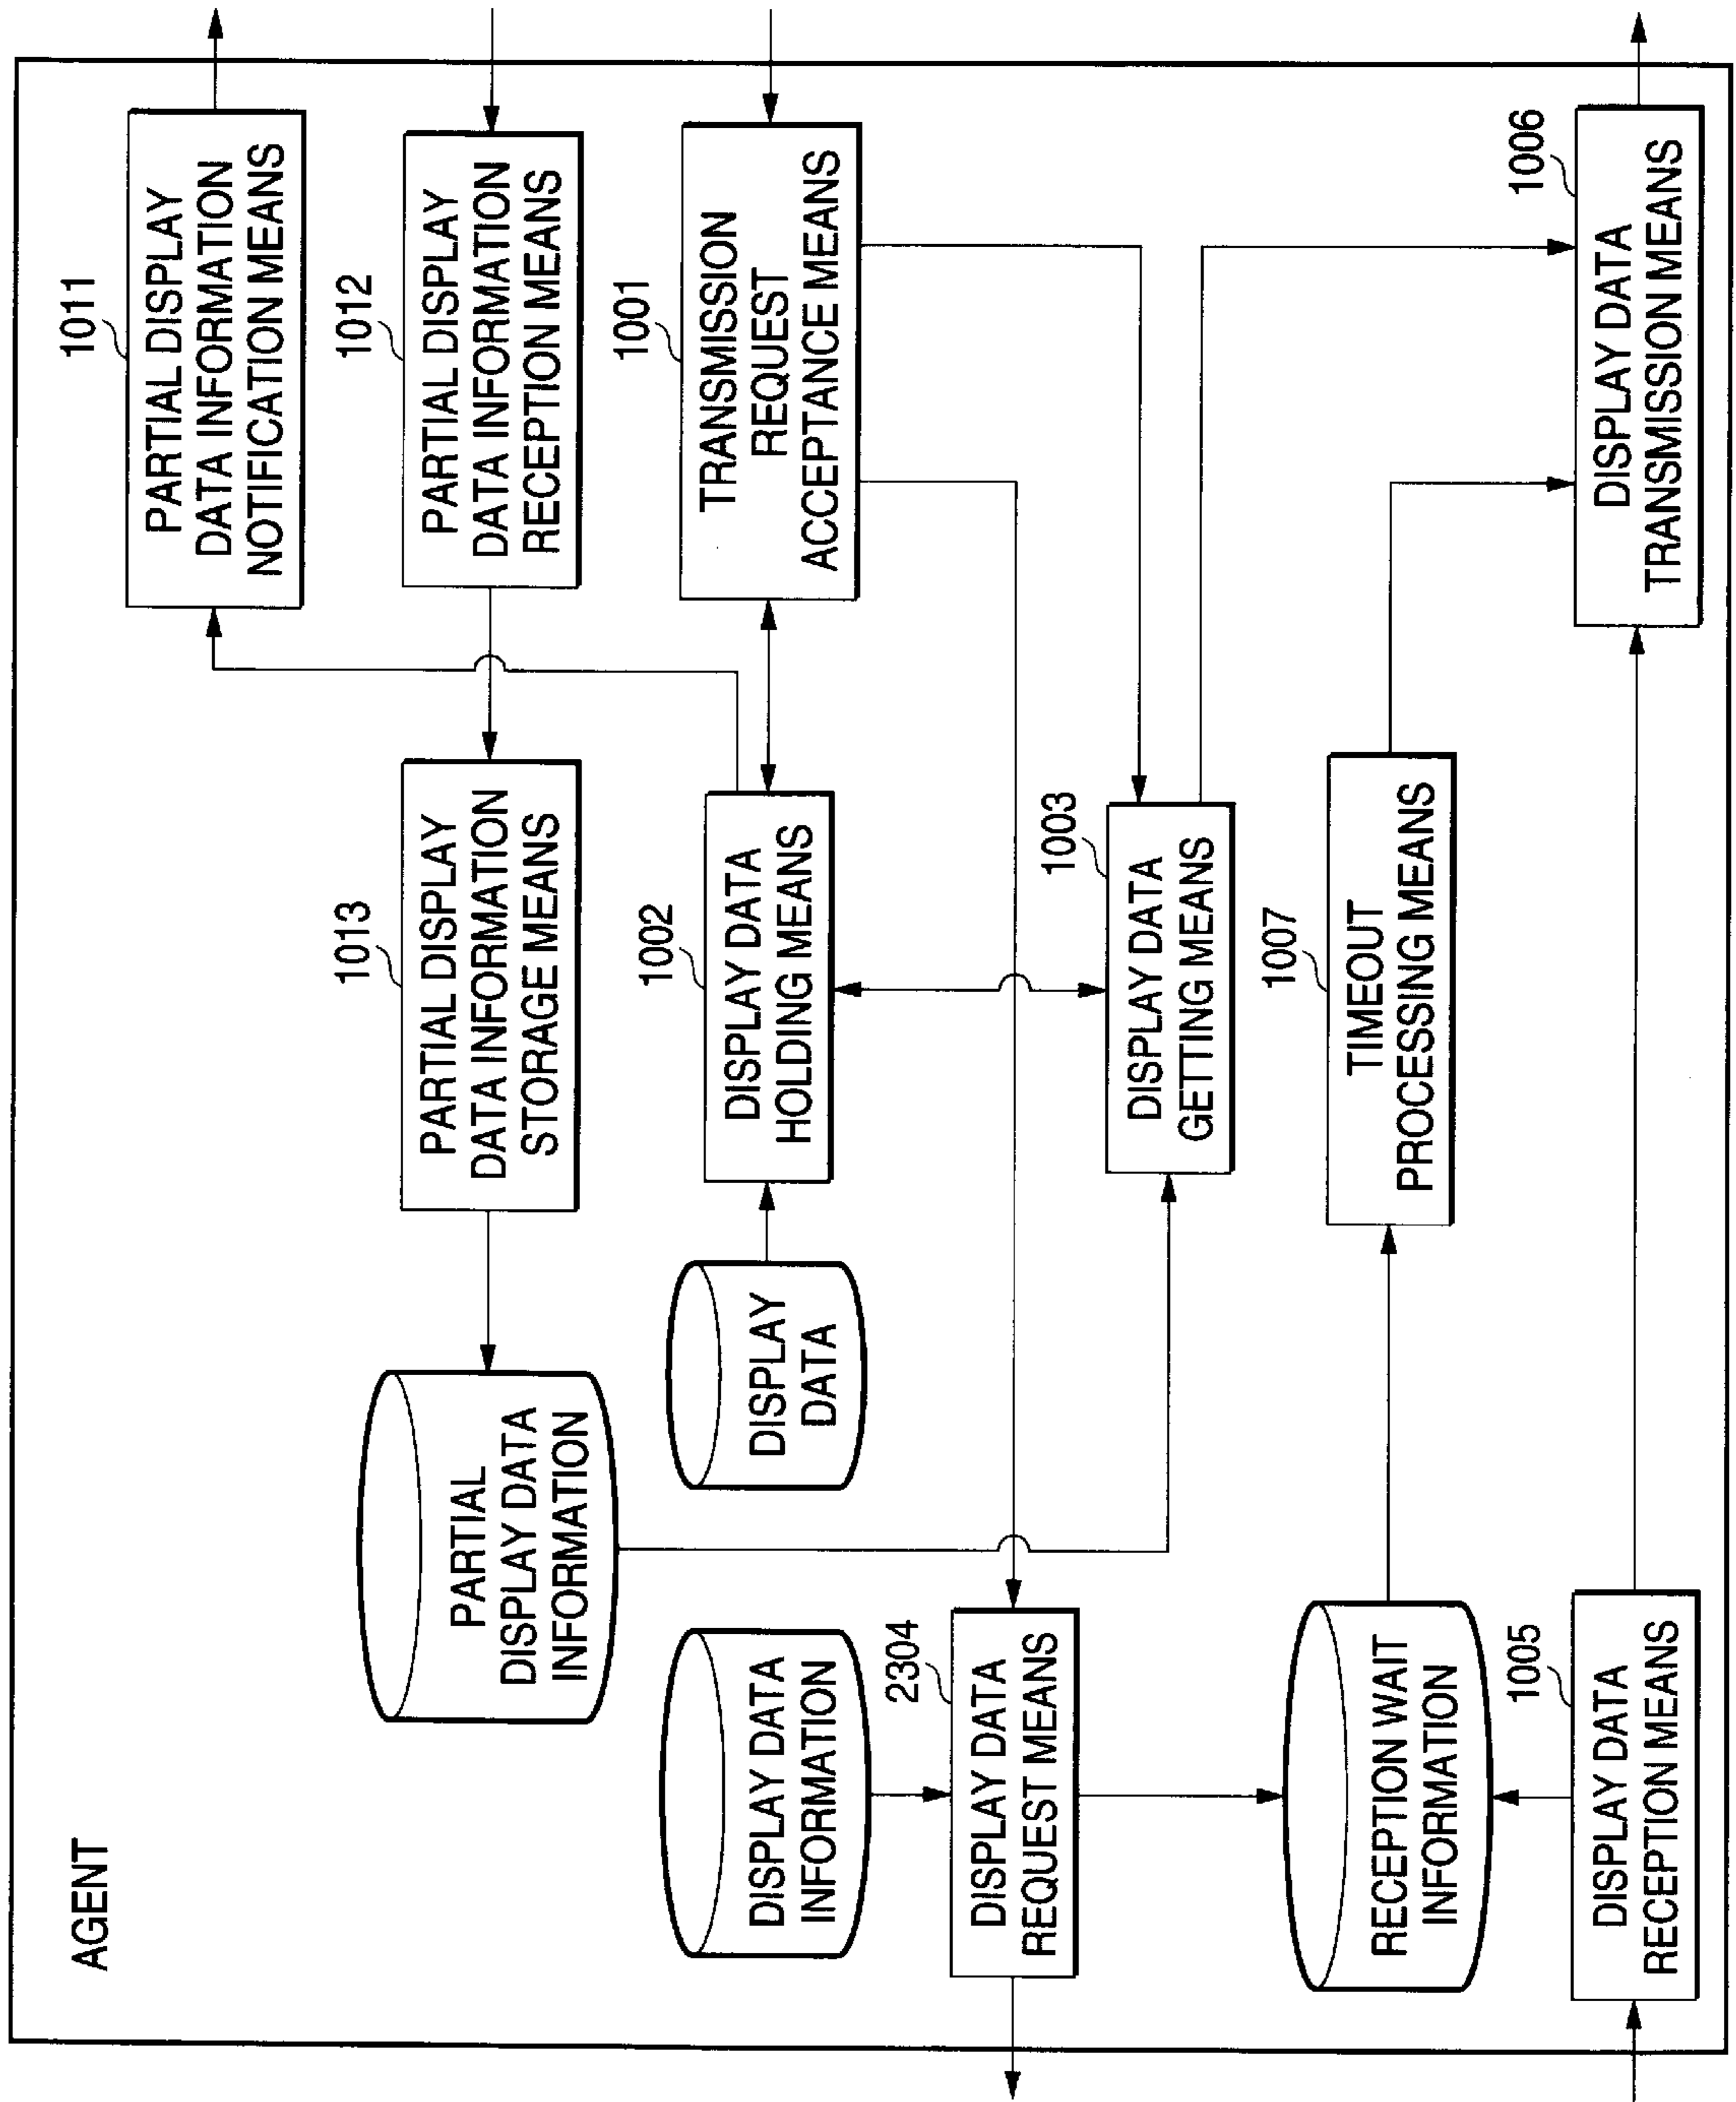 AGENT
1011
PARTIAL DISPLAY
DATA INFORMATION
NOTIFICATION MEANS
PARTIAL
DISPLAY DATA
INFORMATION
1013
PARTIAL DISPLAY
DATA INFORMATION
STORAGE MEANS
1012
PARTIAL DISPLAY
DATA INFORMATION
RECEPTION MEANS
DISPLAY DATA
INFORMATION
DISPLAY
DATA
1002
DISPLAY DATA
HOLDING MEANS
1001
TRANSMISSION
REQUEST
ACCEPTANCE MEANS
2304
DISPLAY DATA
REQUEST MEANS
1003
DISPLAY DATA
GETTING MEANS
RECEPTION WAIT
INFORMATION
1007
TIMEOUT
PROCESSING MEANS
1005
DISPLAY DATA
RECEPTION MEANS
1006
DISPLAY DATA
TRANSMISSION MEANS